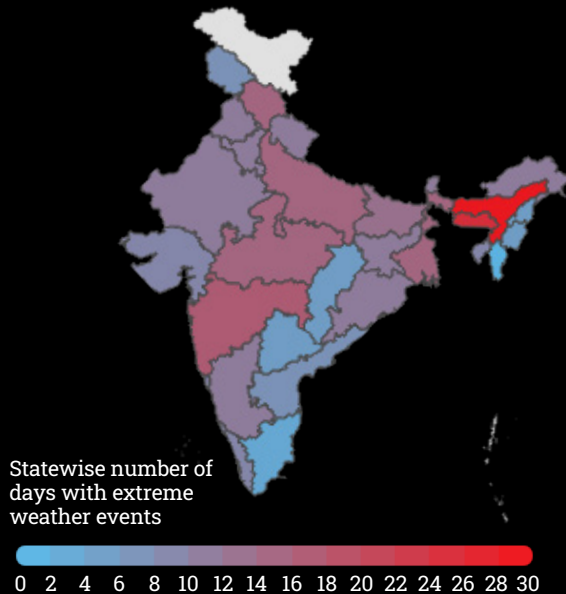 Statewise number of
days with extreme
weather events
0 2 4 6 8 10 12 14 16 18 20 22 24 26 28 30